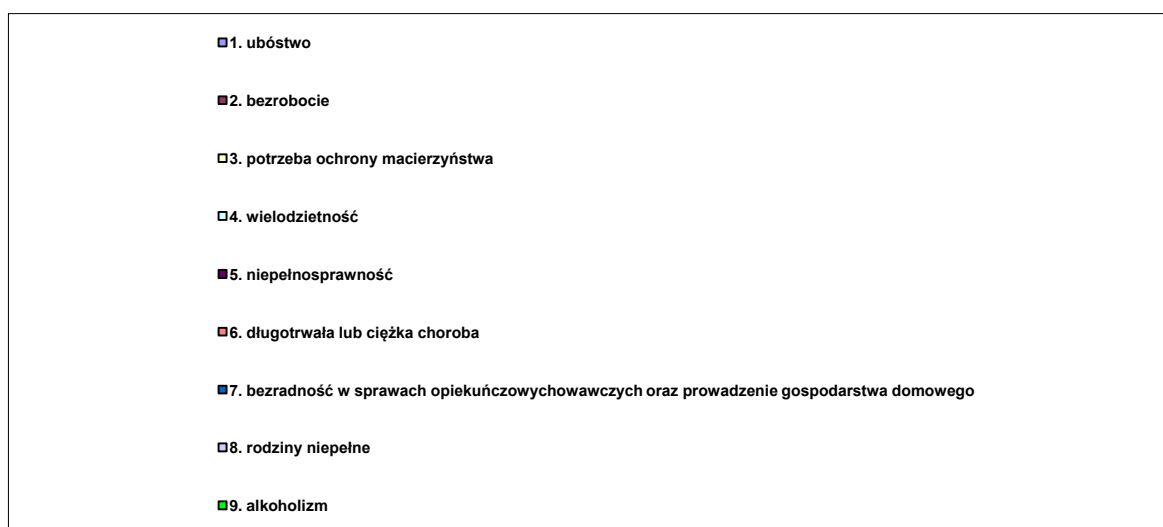 1. ubóstwo
2. bezrobocie
3. potrzeba ochrony macierzyństwa
4. wielodzietność
5. niepełnosprawność
6. długotrwała lub ciężka choroba
7. bezradność w sprawach opiekuńczowychowawczych oraz prowadzenie gospodarstwa domowego
8. rodziny niepełne
9. alkoholizm